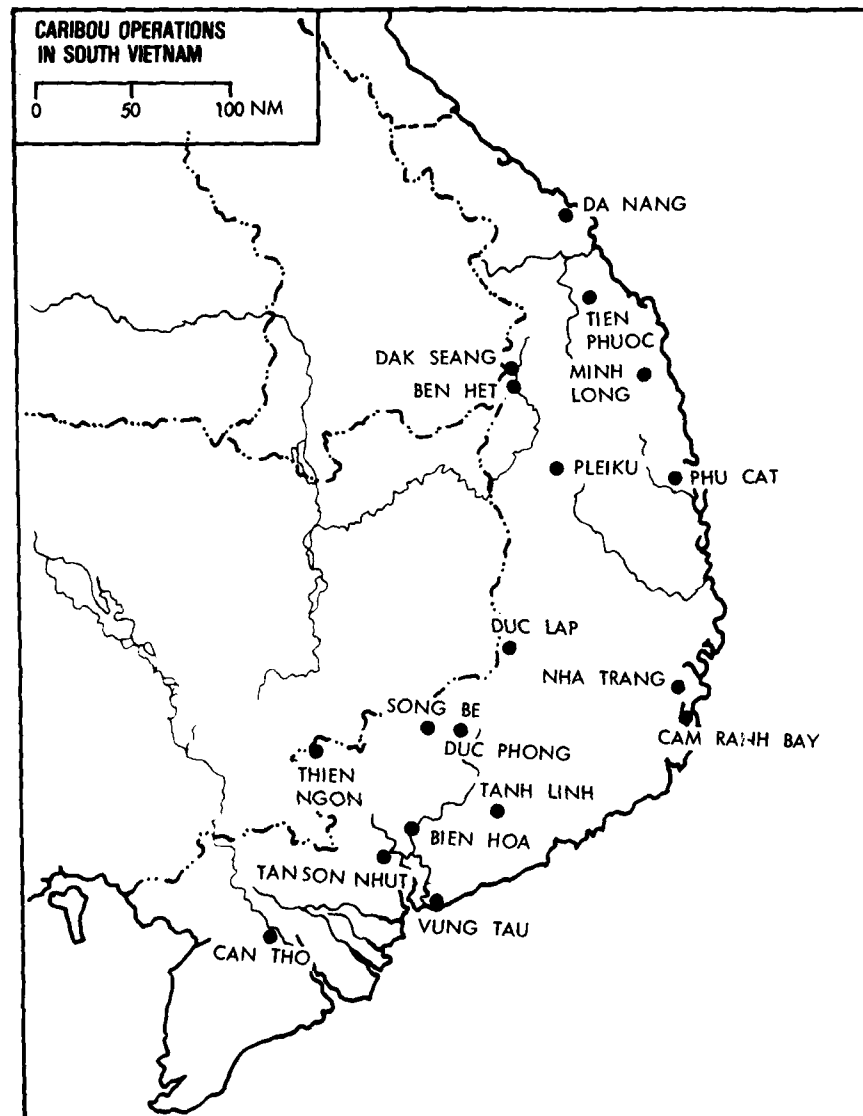 CARIBOU OPERATIONS
IN SOUTH VIETNAM
0 50 100 NM
DA NANG
TIEN
PHUOC
DAK SEANG
MINH
LONG
BEN HET
PLEIKU
PHU CAT
DUC LAP
NHA TRANG
SONG BE
CAM RANH BAY
DUC PHONG
THIEN
NGON
TANH LINH
BIEN HOA
TAN SON NHUT
VUNG TAU
CAN THO